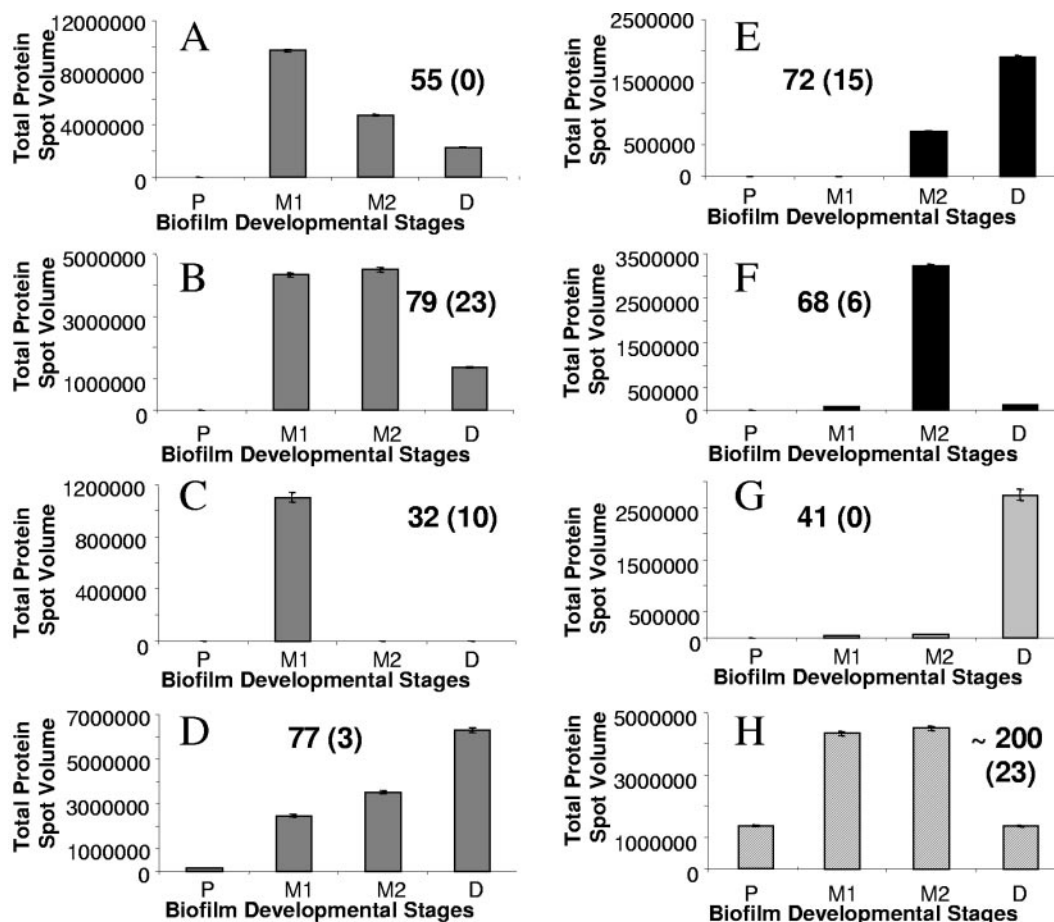 A
Total Protein
Spot Volume
12000000
8000000
4000000
0
55 (0)
P M1 M2 D
Biofilm Developmental Stages
B
Total Protein
Spot Volume
5000000
3000000
1000000
0
79 (23)
P M1 M2 D
Biofilm Developmental Stages
C
Total Protein
Spot Volume
1200000
800000
400000
0
32 (10)
P M1 M2 D
Biofilm Developmental Stages
D
Total Protein
Spot Volume
7000000
5000000
3000000
1000000
0
77 (3)
P M1 M2 D
Biofilm Developmental Stages
E
Total Protein
Spot Volume
2500000
1500000
500000
0
72 (15)
P M1 M2 D
Biofilm Developmental Stages
F
Total Protein
Spot Volume
3500000
2500000
1500000
500000
0
68 (6)
P M1 M2 D
Biofilm Developmental Stages
G
Total Protein
Spot Volume
2500000
1500000
500000
0
41 (0)
P M1 M2 D
Biofilm Developmental Stages
H
Total Protein
Spot Volume
5000000
3000000
1000000
0
~ 200
(23)
P M1 M2 D
Biofilm Developmental Stages